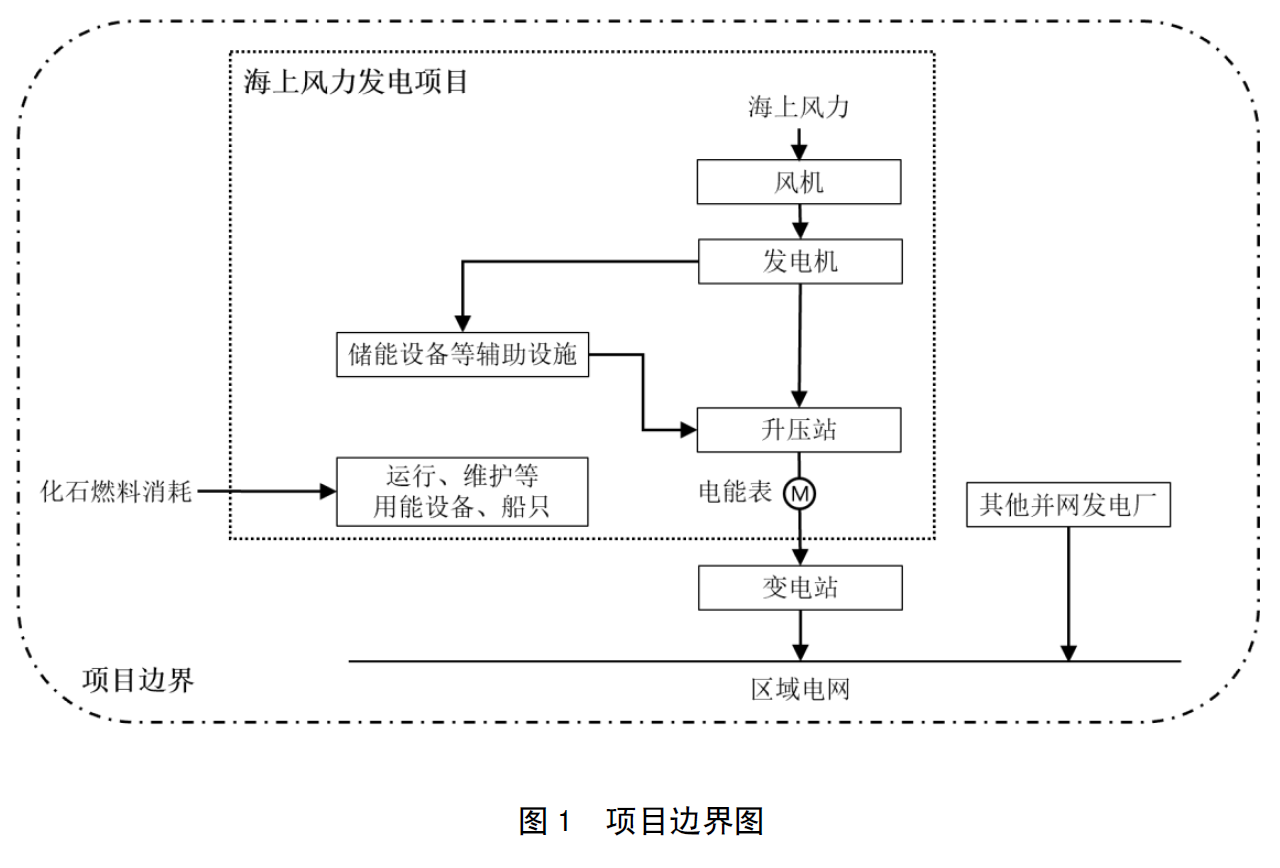 海上风力发电项目
海上风力
风机
发电机
储能设备等辅助设施
升压站
化石燃料消耗
运行、维护等
用能设备、船只
电能表
M
其他并网发电厂
变电站
项目边界
区域电网
图 1 项目边界图